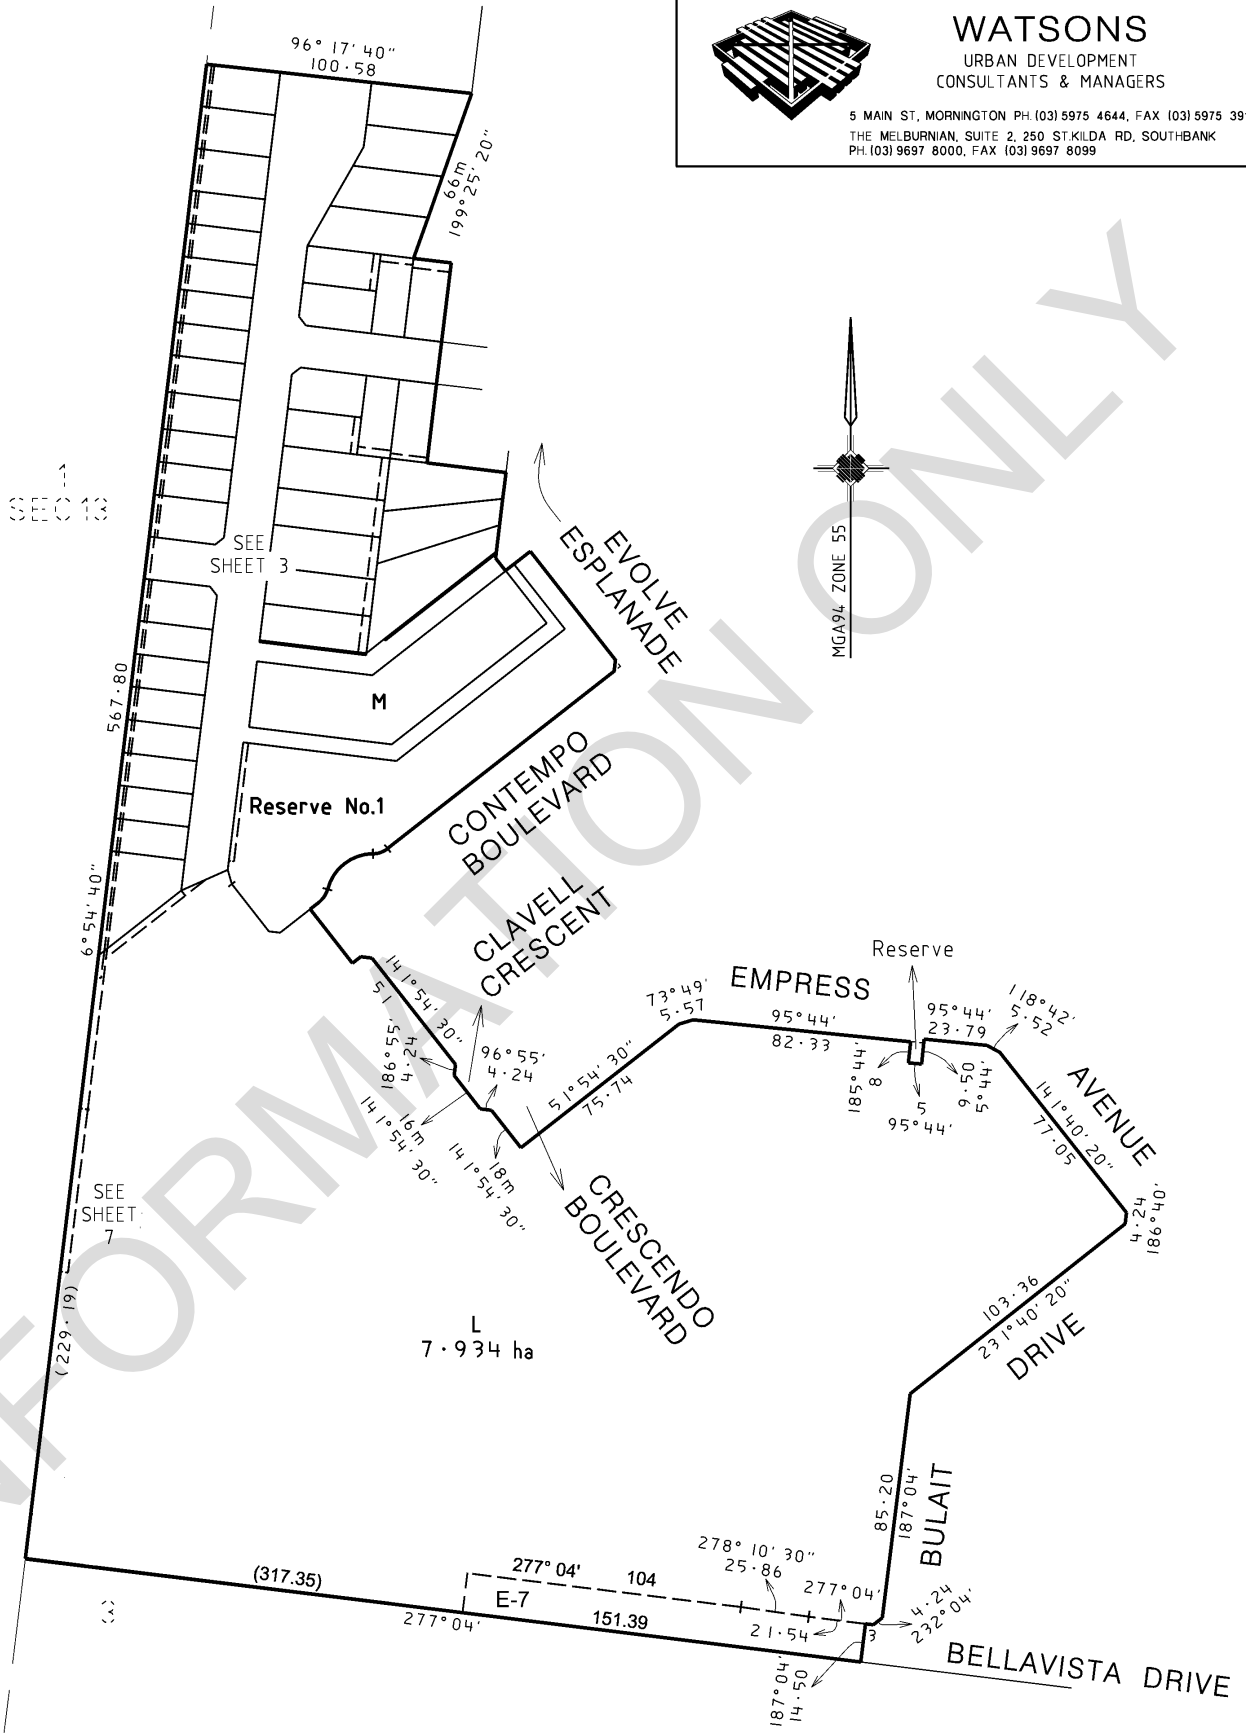 WATSONS
URBAN DEVELOPMENT
CONSULTANTS & MANAGERS
5 MAIN ST, MORNINGTON PH. (03) 5975 4644, FAX (03) 5975
THE MELBURNIAN, SUITE 2, 250 ST.KILDA RD, SOUTHBANK
PH. (03) 9697 8000, FAX (03) 9697 8099
96° 17' 40"
100·58
66m
199° 25' 20"
1
SEC 13
SEE
SHEET 3
EVOLVE
ESPLANADE
MGA94 ZONE 55
567·80
M
Reserve No.1
CONTEMPO
BOULEVARD
6° 54' 40"
CLAVELL
CRESCENT
141° 54' 30"
51
186° 55'
4·24
96° 55'
4·24
16m
141° 54' 30"
18m
141° 54' 30"
51° 54' 30"
75·74
73° 49'
5·57
EMPRESS
95° 44'
82·33
Reserve
95° 44'
23·79
118° 42'
5·52
185° 44'
8
5
95° 44'
9·50
5° 44'
AVENUE
141° 40' 20"
77·05
4·24
186° 40'
103·36
231° 40' 20"
DRIVE
CRESCENDO
BOULEVARD
SEE
SHEET
7
(229·19)
L
7·934 ha
85·20
187° 04'
BULAIT
278° 10' 30"
25·86
277° 04'
277° 04' 104
(317.35)
E-7
277° 04'
151.39
21·54
3
4·24
232° 04'
187° 04'
14·50
3
BELLAVISTA DRIVE
INFORMATION ONLY